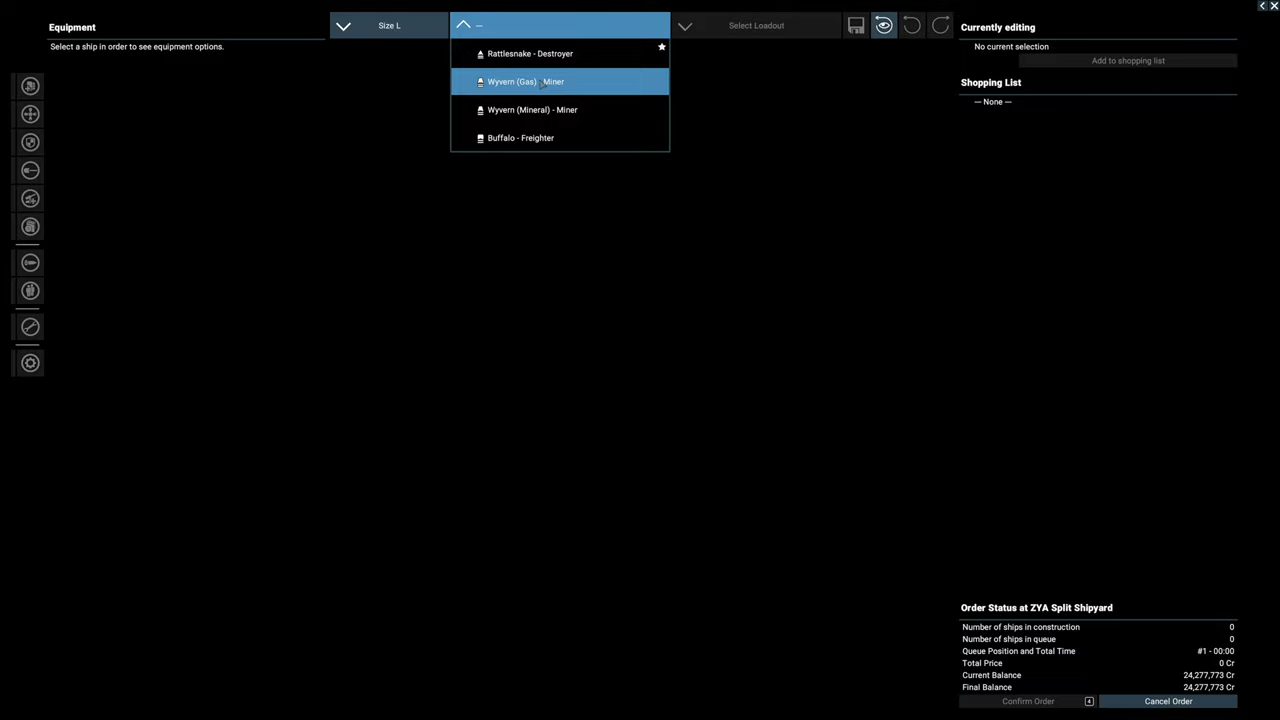 Equipment
Select a ship in order to see equipment options.
Size L
—
Select Loadout
Rattlesnake - Destroyer
Wyvern (Gas) - Miner
Wyvern (Mineral) - Miner
Buffalo - Freighter
Currently editing
No current selection
Add to shopping list
Shopping List
— None —
Order Status at ZYA Split Shipyard
Number of ships in construction 0
Number of ships in queue 0
Queue Position and Total Time #1 - 00:00
Total Price 0 Cr
Current Balance 24,277,773 Cr
Final Balance 24,277,773 Cr
Confirm Order 4 Cancel Order